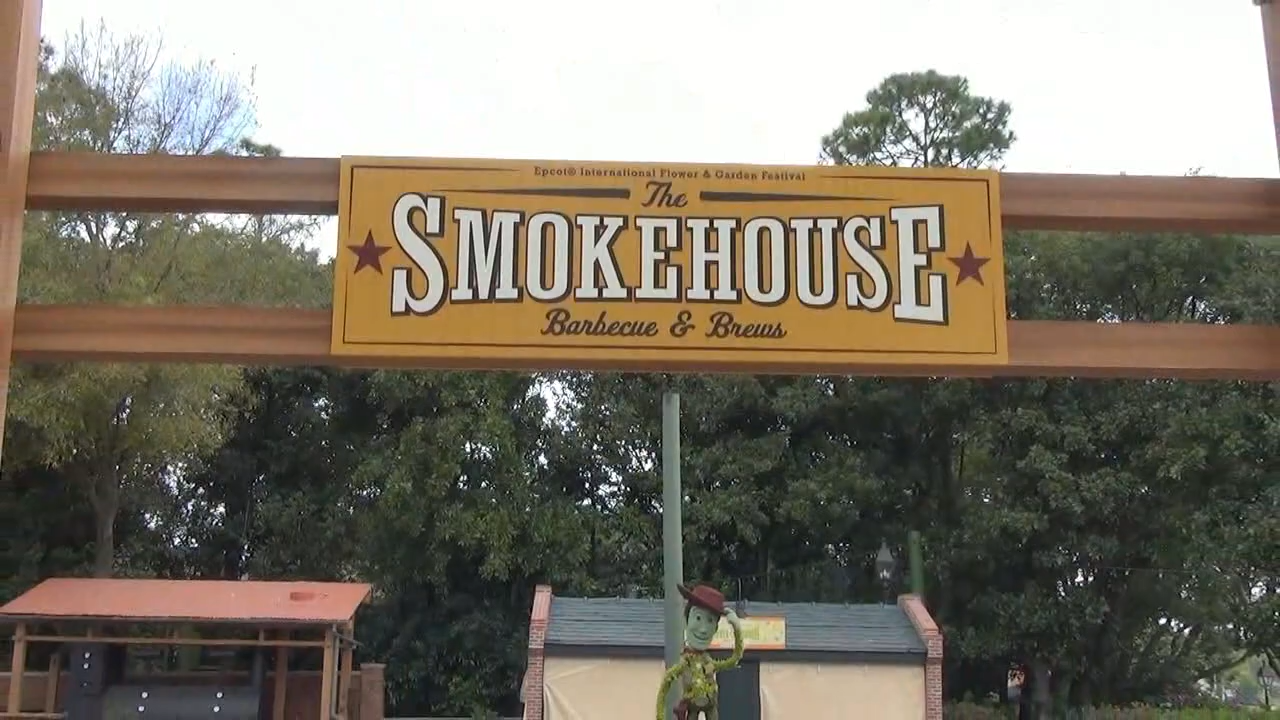 Epcot® International Flower & Garden Festival
The
SMOKEHOUSE
Barbecue & Brews